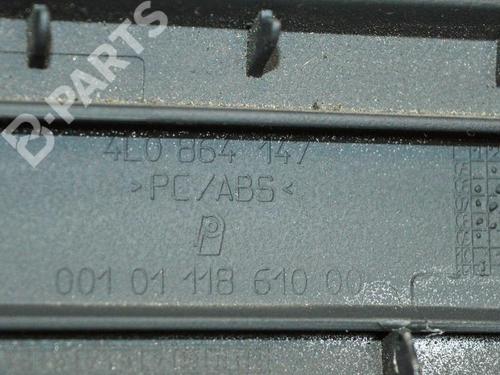 B-PARTS
4L0 864 147
>PC/ABS<
001 01 118 610 00